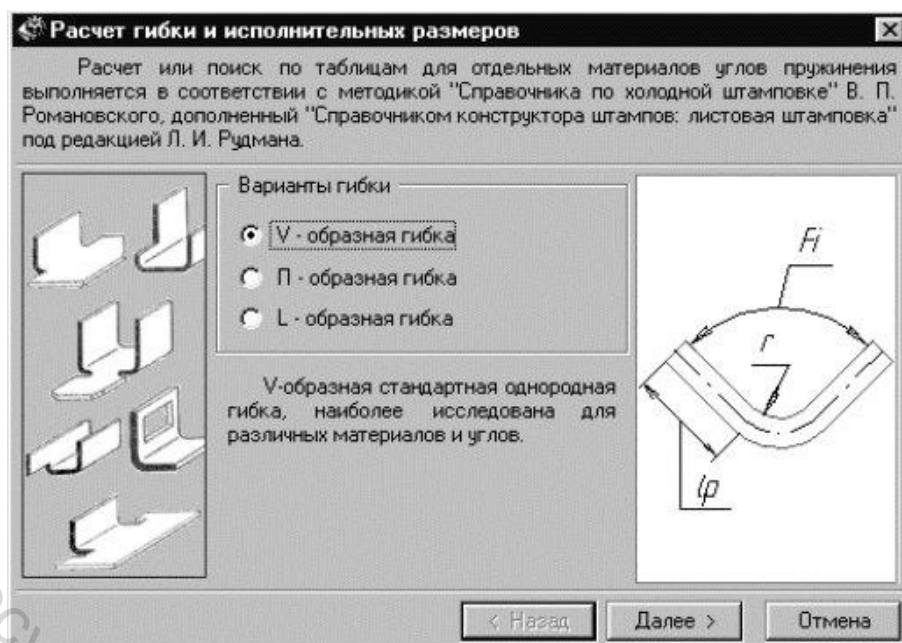 Расчет гибки и исполнительных размеров
Расчет или поиск по таблицам для отдельных материалов углов пружинения
выполняется в соответствии с методикой "Справочника по холодной штамповке" В. П.
Романовского, дополненный "Справочником конструктора штампов: листовая штамповка"
под редакцией Л. И. Рудмана.
Варианты гибки
V - образная гибка
П - образная гибка
L - образная гибка
V-образная стандартная однородная
гибка, наиболее исследована для
различных материалов и углов.
Fi
r
lp
< Назад
Далее >
Отмена